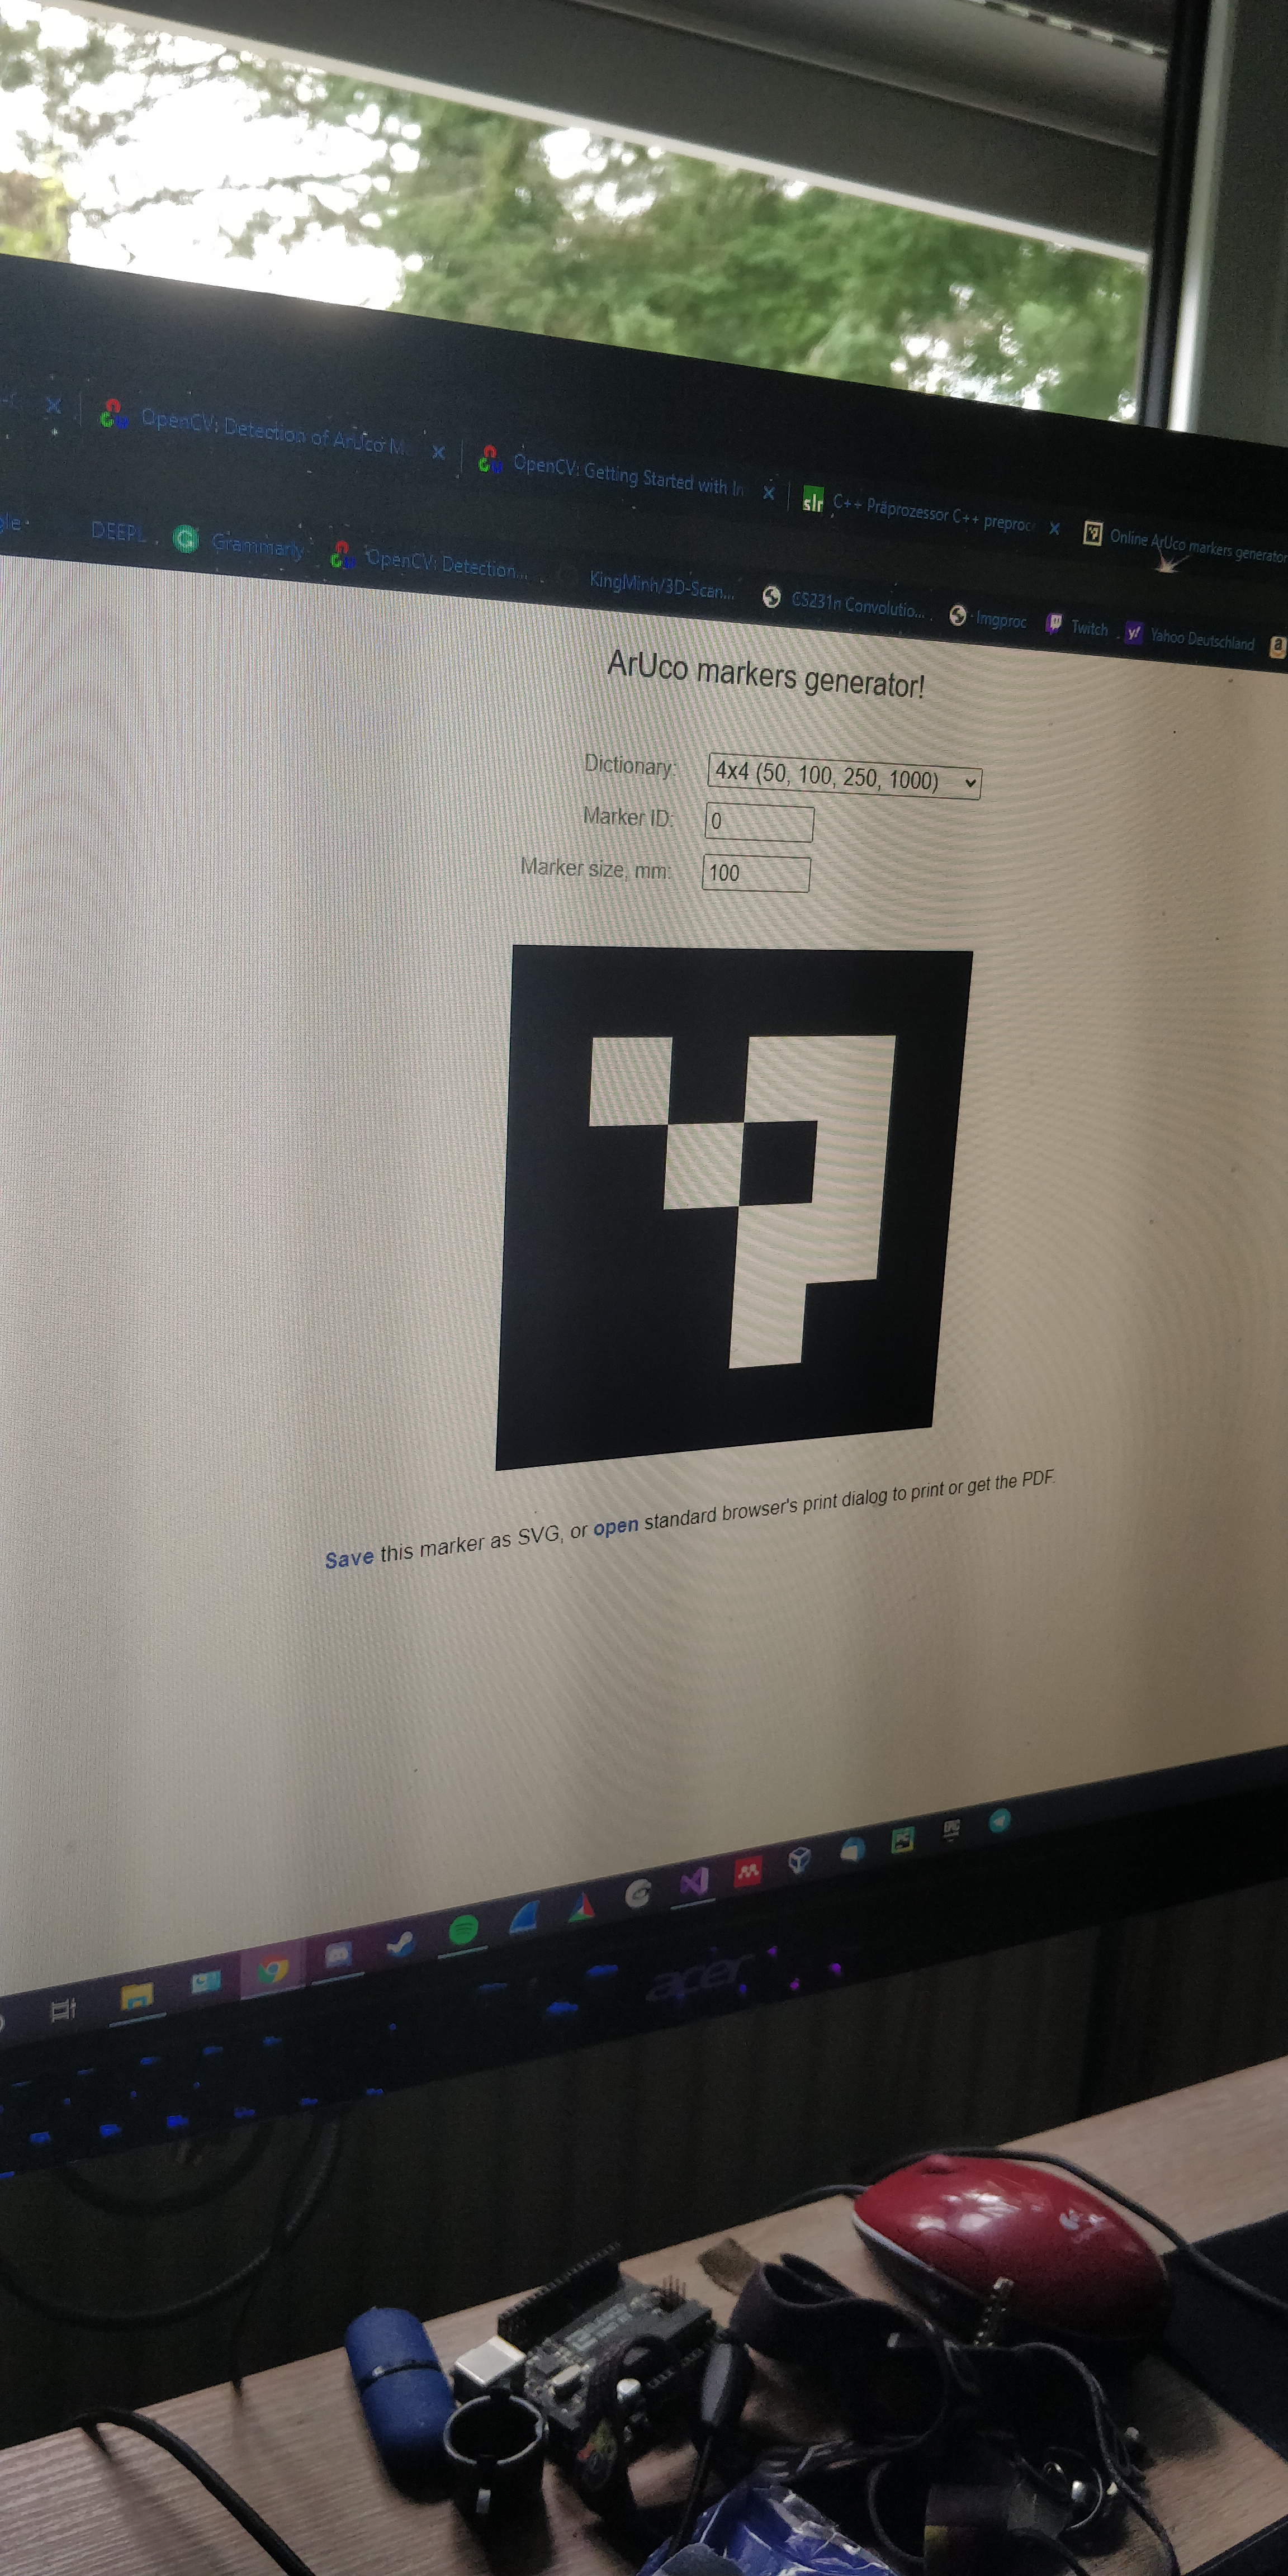 OpenCV: Detection of ArUco M
OpenCV: Getting Started with
slr C++ Präprozessor C++ preproc
Online ArUco markers generator
DEEPL
G Grammarly
OpenCV: Detection...
KingMinh/3D-Scan...
CS231n Convolutio...
Imgproc
Twitch
y! Yahoo Deutschland
a
ArUco markers generator!
Dictionary: 4x4 (50, 100, 250, 1000)
Marker ID: 0
Marker size, mm: 100
Save this marker as SVG, or open standard browser's print dialog to print or get the PDF.
PC
EPIC
acer